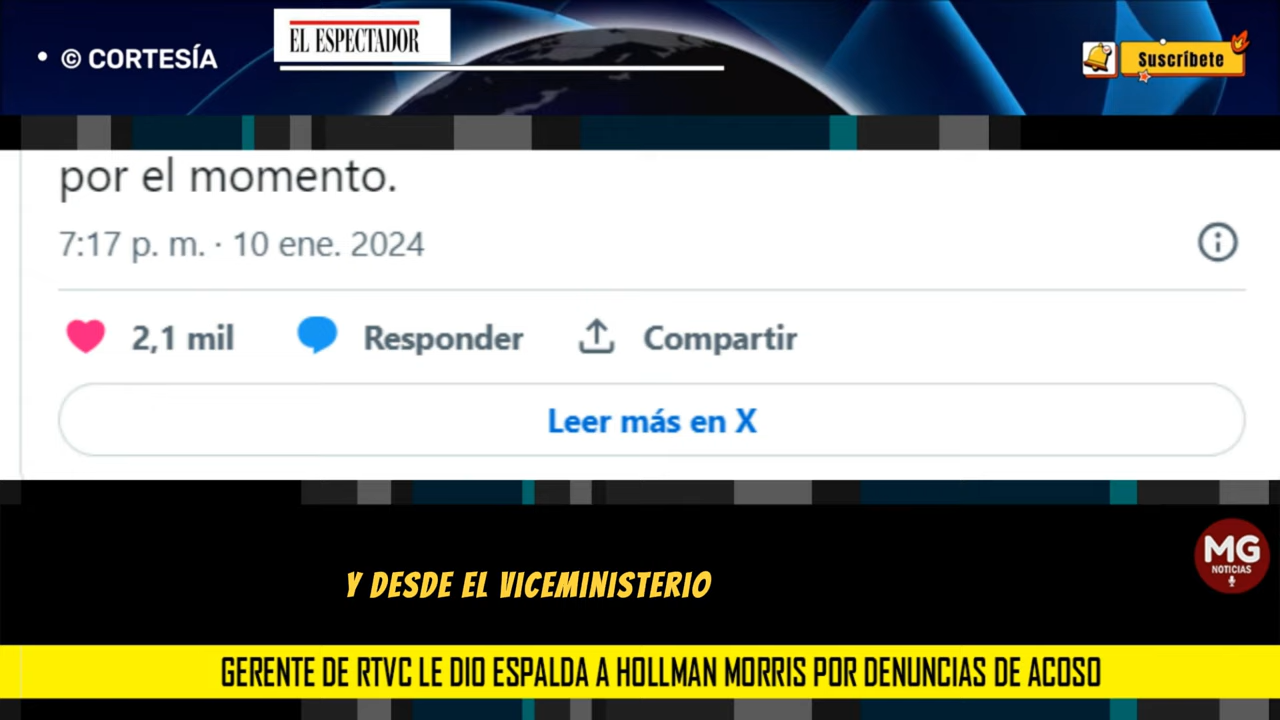 • © CORTESÍA
EL ESPECTADOR
Suscríbete
por el momento.
7:17 p. m. · 10 ene. 2024
2,1 mil Responder Compartir
Leer más en X
MG
NOTICIAS
Y DESDE EL VICEMINISTERIO
GERENTE DE RTVC LE DIO ESPALDA A HOLLMAN MORRIS POR DENUNCIAS DE ACOSO